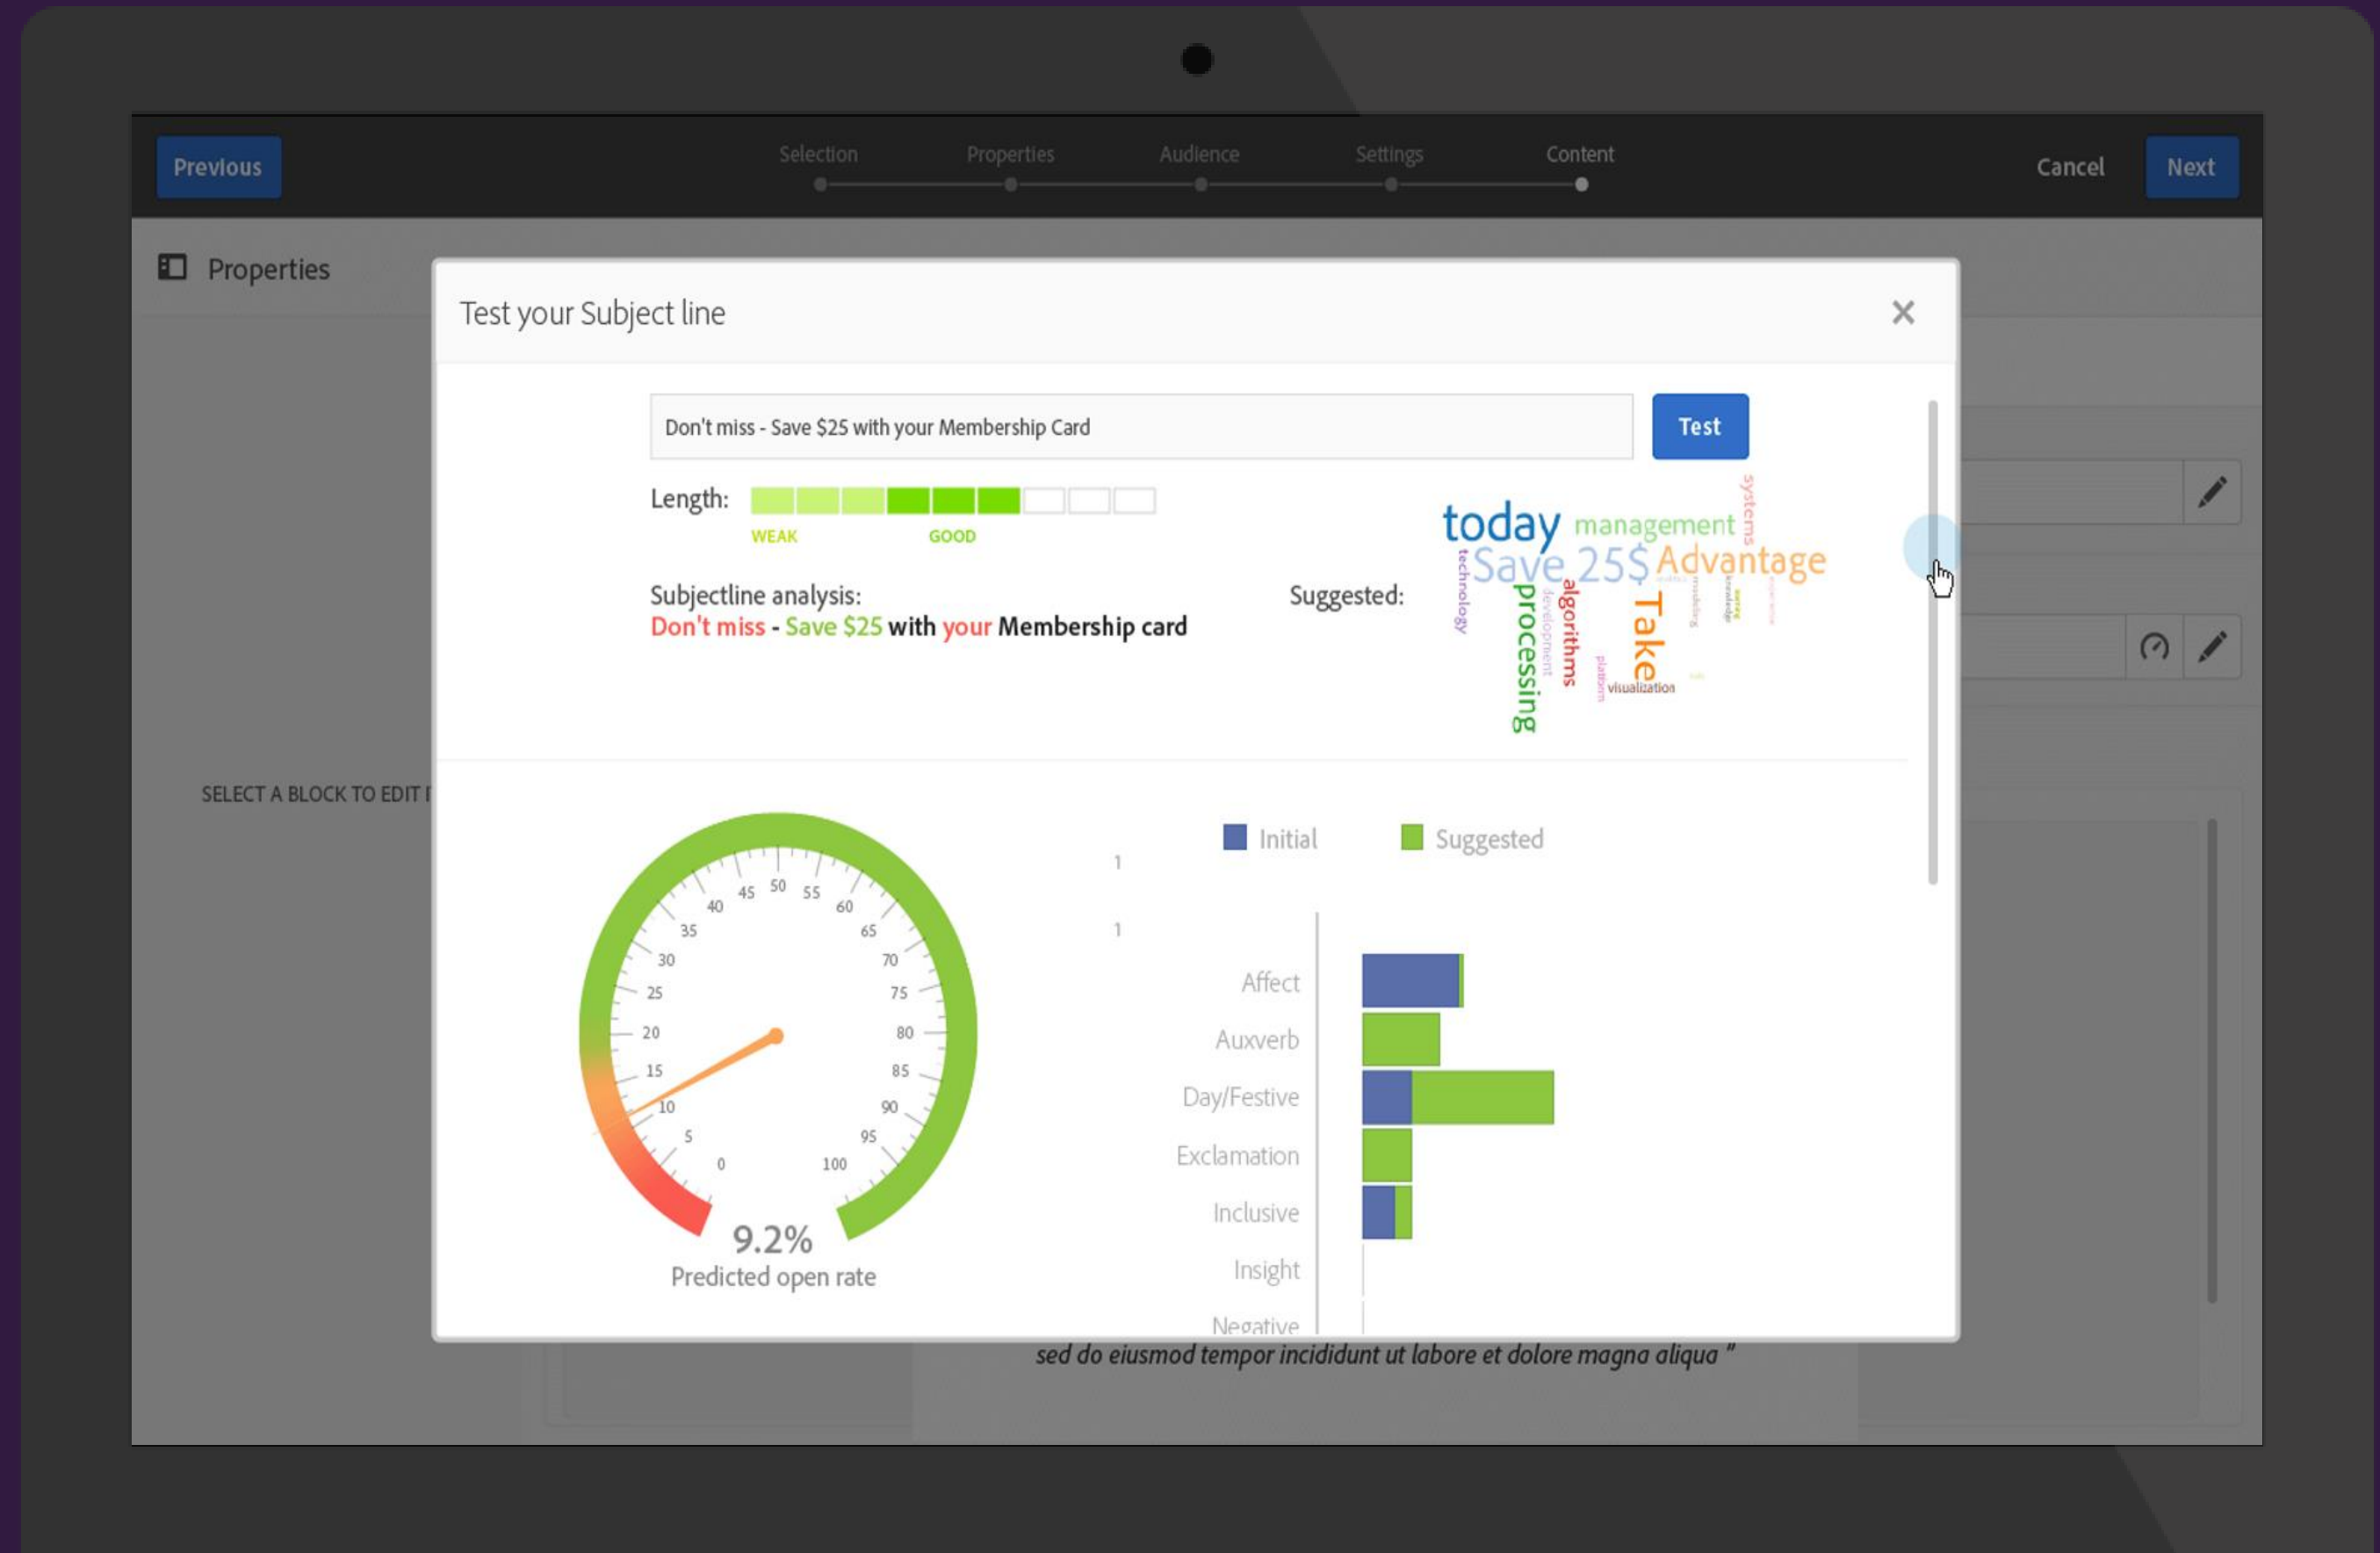 Previous
Selection
Properties
Audience
Settings
Content
Cancel
Next
Properties
Test your Subject line
Don't miss - Save $25 with your Membership Card
Test
Length:
WEAK
GOOD
Subjectline analysis:
Don't miss - Save $25 with your Membership card
Suggested:
today
management
systems
Save 25$
Advantage
technology
processing
development
algorithms
Take
platform
visualization
SELECT A BLOCK TO EDIT
0
5
10
15
20
25
30
35
40
45
50
55
60
65
70
75
80
85
90
95
100
9.2%
Predicted open rate
Initial
Suggested
1
1
Affect
Auxverb
Day/Festive
Exclamation
Inclusive
Insight
Negative
sed do eiusmod tempor incididunt ut labore et dolore magna aliqua "